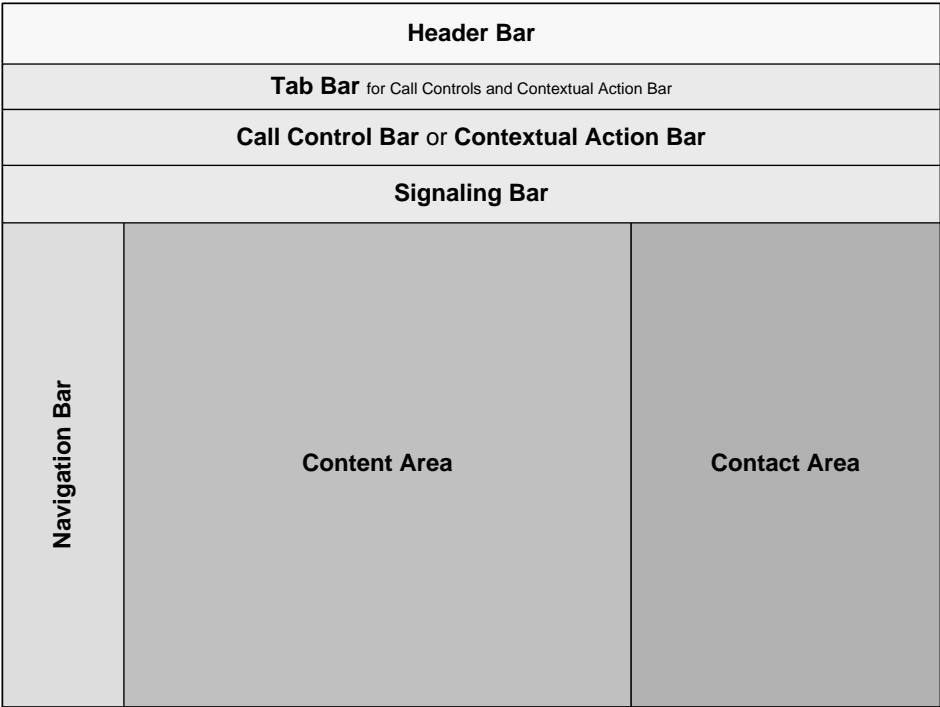 Header Bar
Tab Bar for Call Controls and Contextual Action Bar
Call Control Bar or Contextual Action Bar
Signaling Bar
Navigation Bar
Content Area
Contact Area